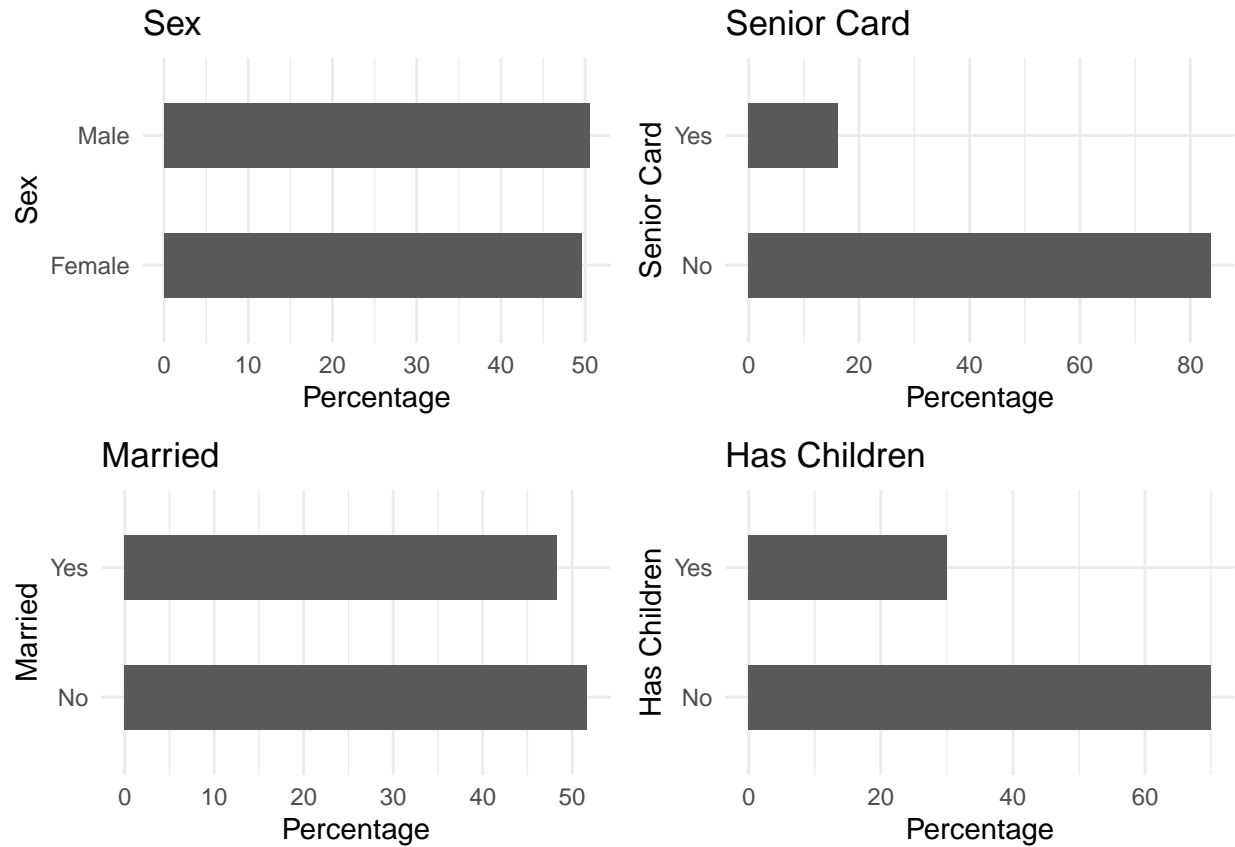 Sex
Sex
Male
Female
0 10 20 30 40 50
Percentage
Senior Card
Senior Card
Yes
No
0 20 40 60 80
Percentage
Married
Married
Yes
No
0 10 20 30 40 50
Percentage
Has Children
Has Children
Yes
No
0 20 40 60
Percentage